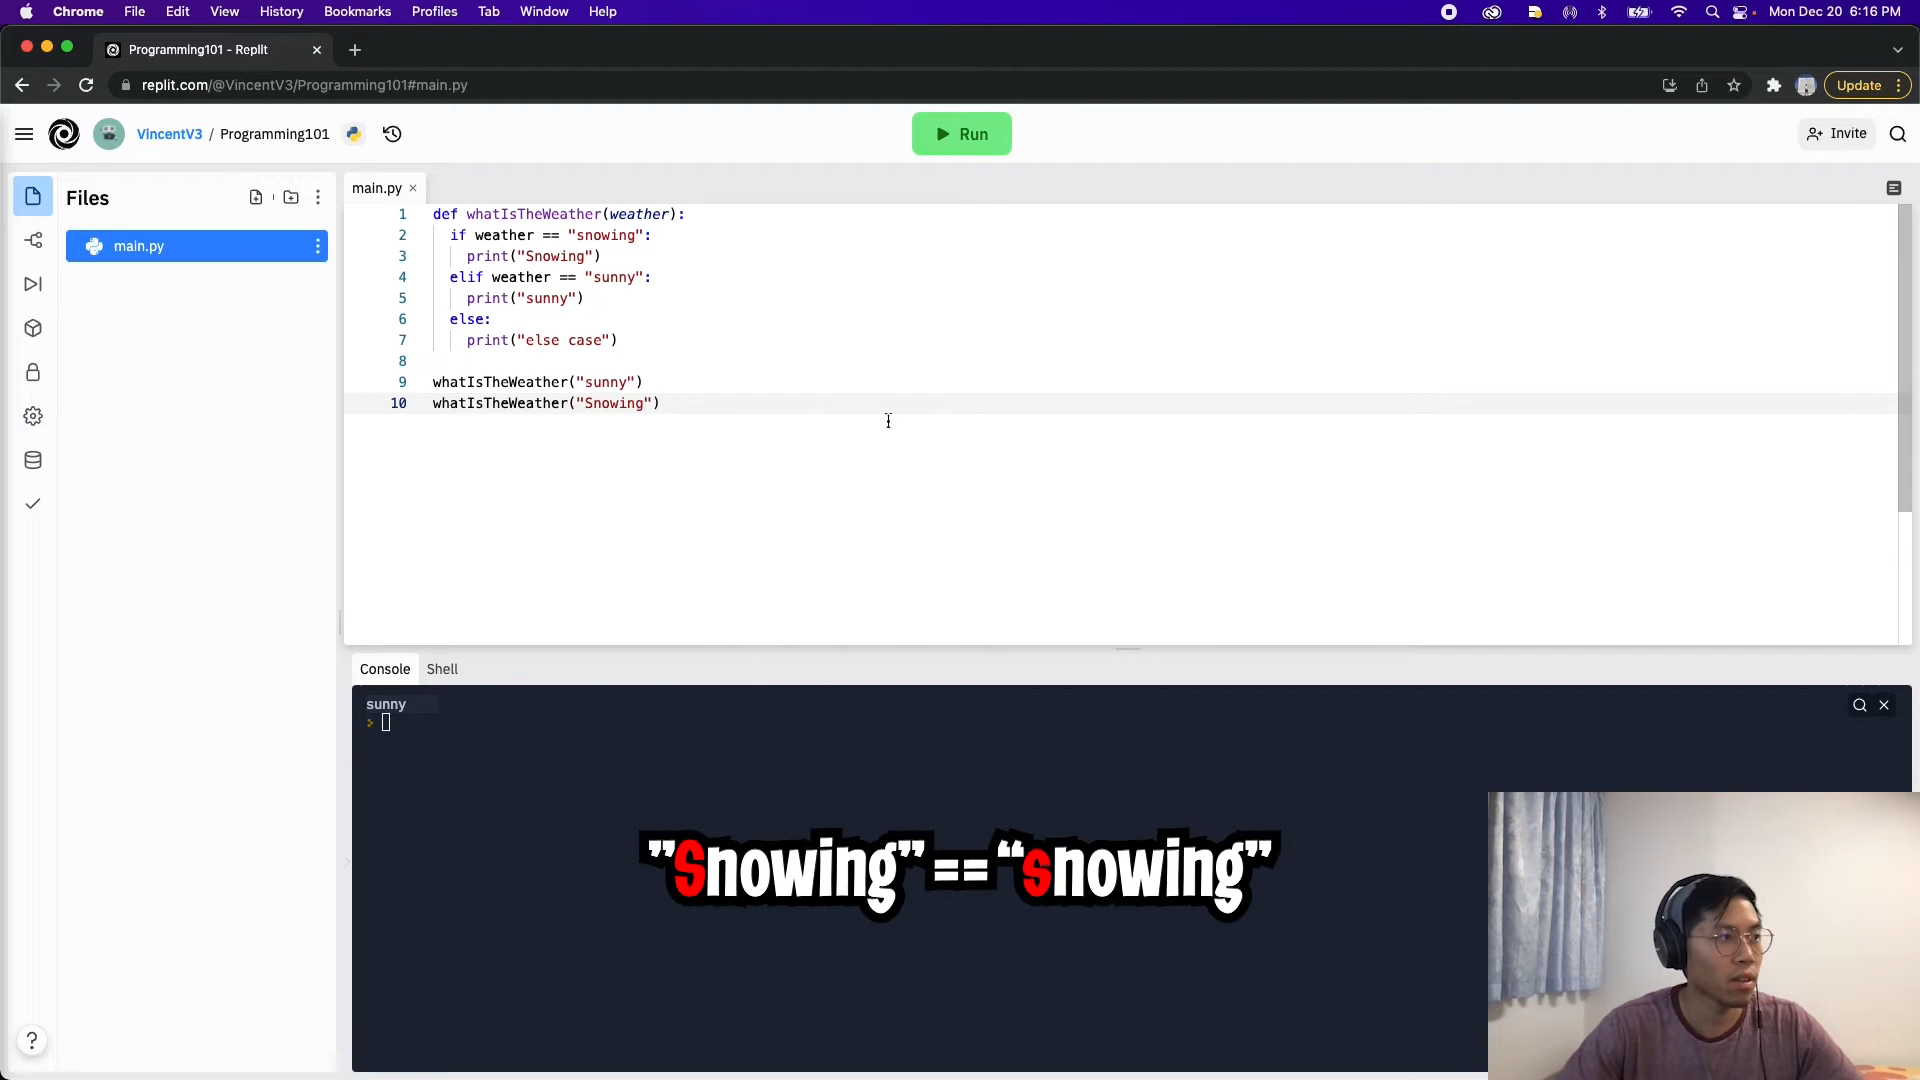 Chrome File Edit View History Bookmarks Profiles Tab Window Help Mon Dec 20 6:16 PM
Programming101 - Replit
replit.com/@VincentV3/Programming101#main.py Update
VincentV3 / Programming101 Run Invite
Files main.py
main.py
1 def whatIsTheWeather(weather):
2 if weather == "snowing":
3 print("Snowing")
4 elif weather == "sunny":
5 print("sunny")
6 else:
7 print("else case")
8
9 whatIsTheWeather("sunny")
10 whatIsTheWeather("Snowing")
Console Shell
sunny
”Snowing” == “snowing”